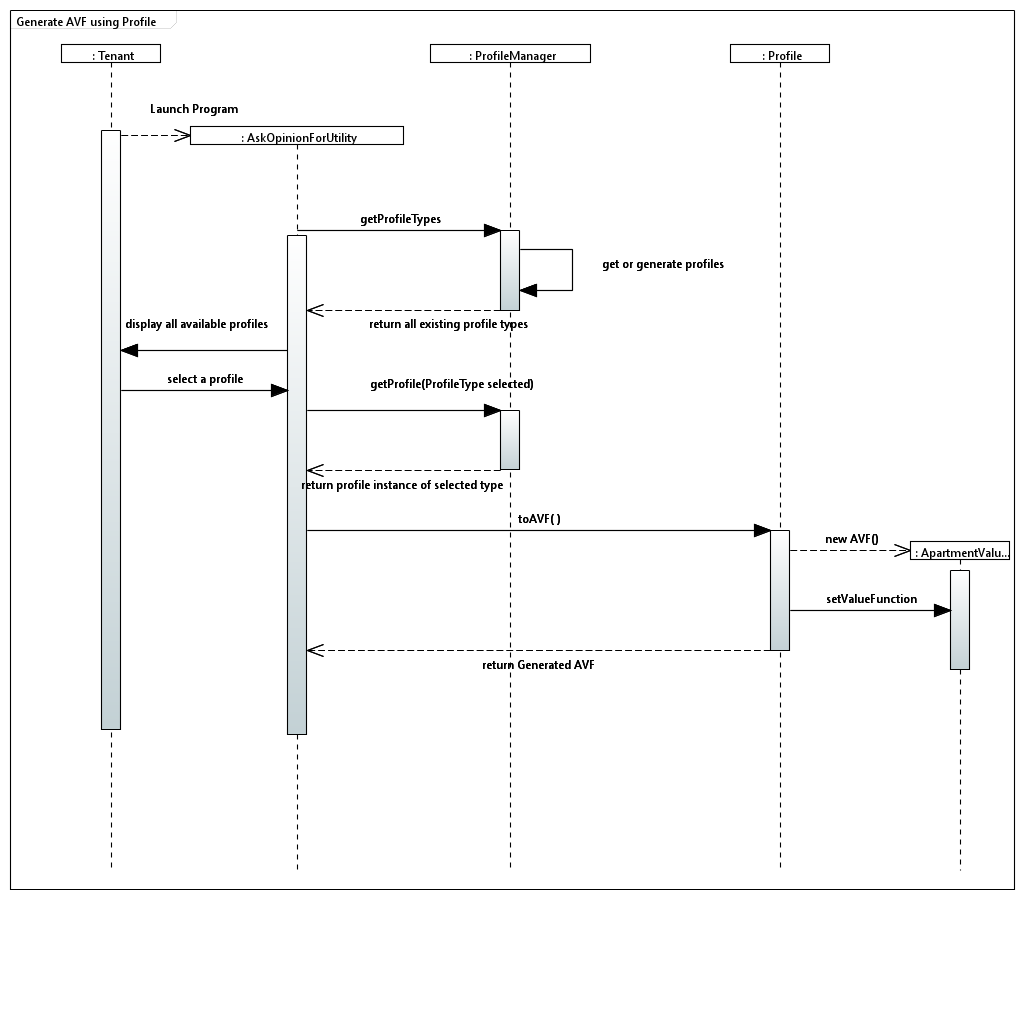 Generate AVF using Profile
: Tenant
: ProfileManager
: Profile
Launch Program
: AskOpinionForUtility
getProfileTypes
get or generate profiles
return all existing profile types
display all available profiles
select a profile
getProfile(ProfileType selected)
return profile instance of selected type
toAVF( )
new AVF()
: ApartmentValu...
setValueFunction
return Generated AVF